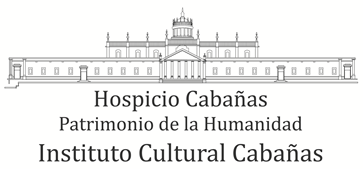 Hospicio Cabañas
Patrimonio de la Humanidad
Instituto Cultural Cabañas